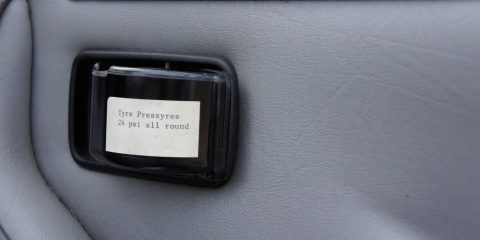 Tyre Pressyres
24 psi all round